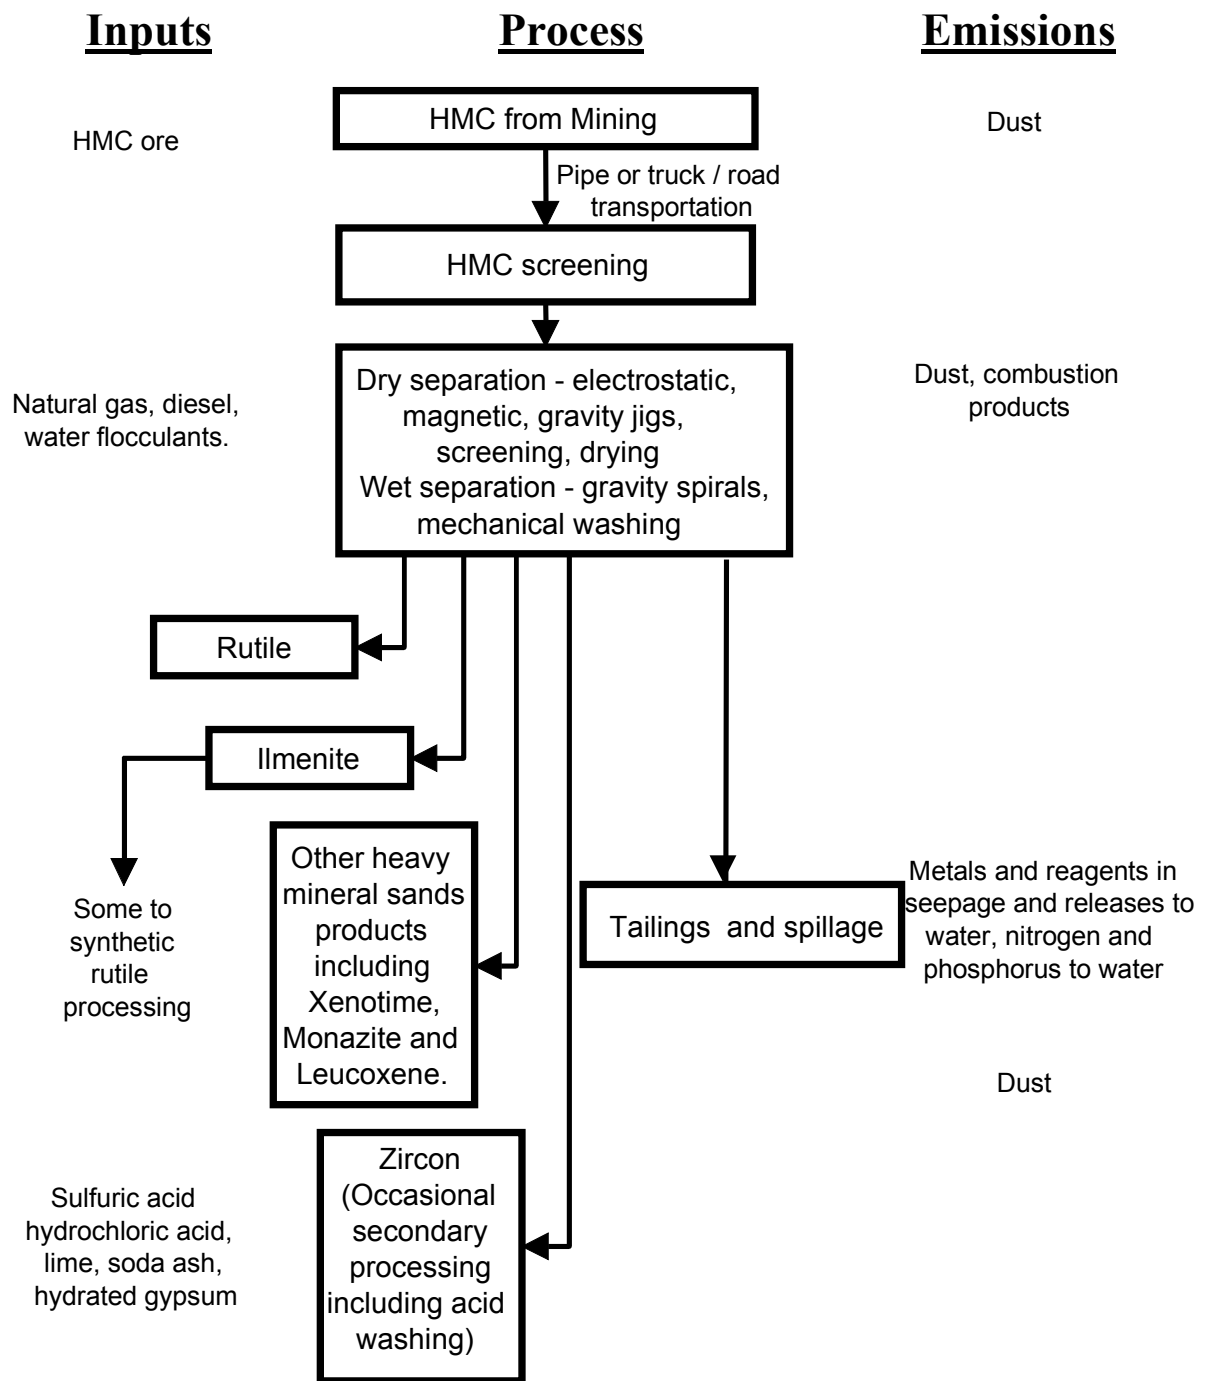 Inputs
Process
Emissions
HMC ore
HMC from Mining
Dust
Pipe or truck / road
transportation
HMC screening
Natural gas, diesel,
water flocculants.
Dry separation - electrostatic,
magnetic, gravity jigs,
screening, drying
Wet separation - gravity spirals,
mechanical washing
Dust, combustion
products
Rutile
Ilmenite
Some to
synthetic
rutile
processing
Other heavy
mineral sands
products
including
Xenotime,
Monazite and
Leucoxene.
Tailings and spillage
Metals and reagents in
seepage and releases to
water, nitrogen and
phosphorus to water
Dust
Sulfuric acid
hydrochloric acid,
lime, soda ash,
hydrated gypsum
Zircon
(Occasional
secondary
processing
including acid
washing)